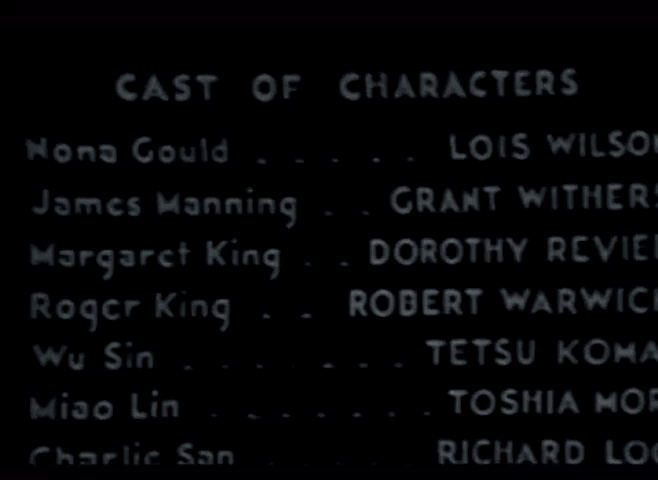 CAST OF CHARACTERS
Nona Gould . . . . . LOIS WILSO
James Manning . . GRANT WITHERS
Margaret King . . DOROTHY REVIE
Roger King . . ROBERT WARWIC
Wu Sin . . . . . . . TETSU KOMA
Miao Lin . . . . . . . TOSHIA MOR
Charlie San . . . . . RICHARD LOO